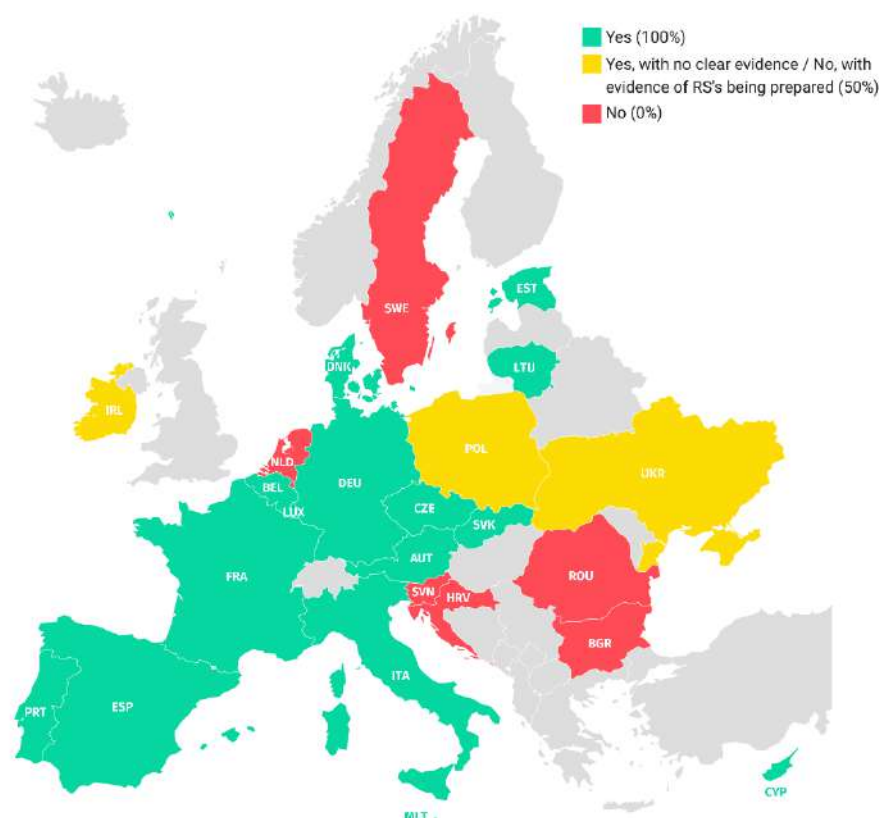 Yes (100%)
Yes, with no clear evidence / No, with
evidence of RS's being prepared (50%)
No (0%)
SWE
EST
LTU
DNK
IRL
NLD
POL
UKR
BEL
DEU
LUX
CZE
SVK
FRA
AUT
SVN
HRV
ROU
BGR
ITA
PRT
ESP
CYP
MLT